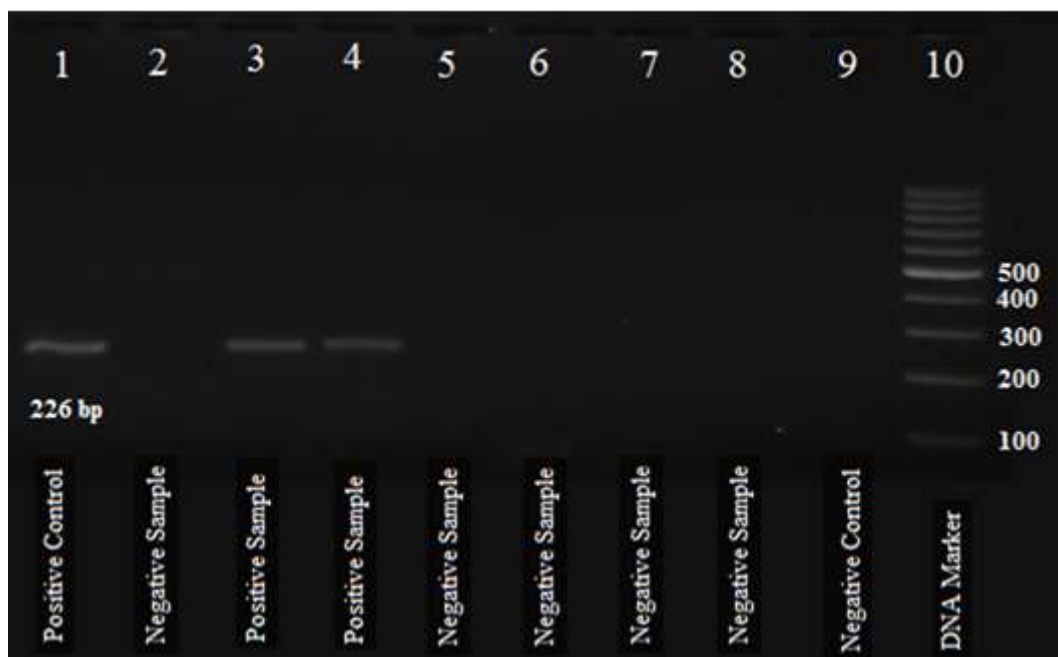 1 2 3 4 5 6 7 8 9 10
500
400
300
200
226 bp
100
Positive Control
Negative Sample
Positive Sample
Positive Sample
Negative Sample
Negative Sample
Negative Sample
Negative Sample
Negative Control
DNA Marker